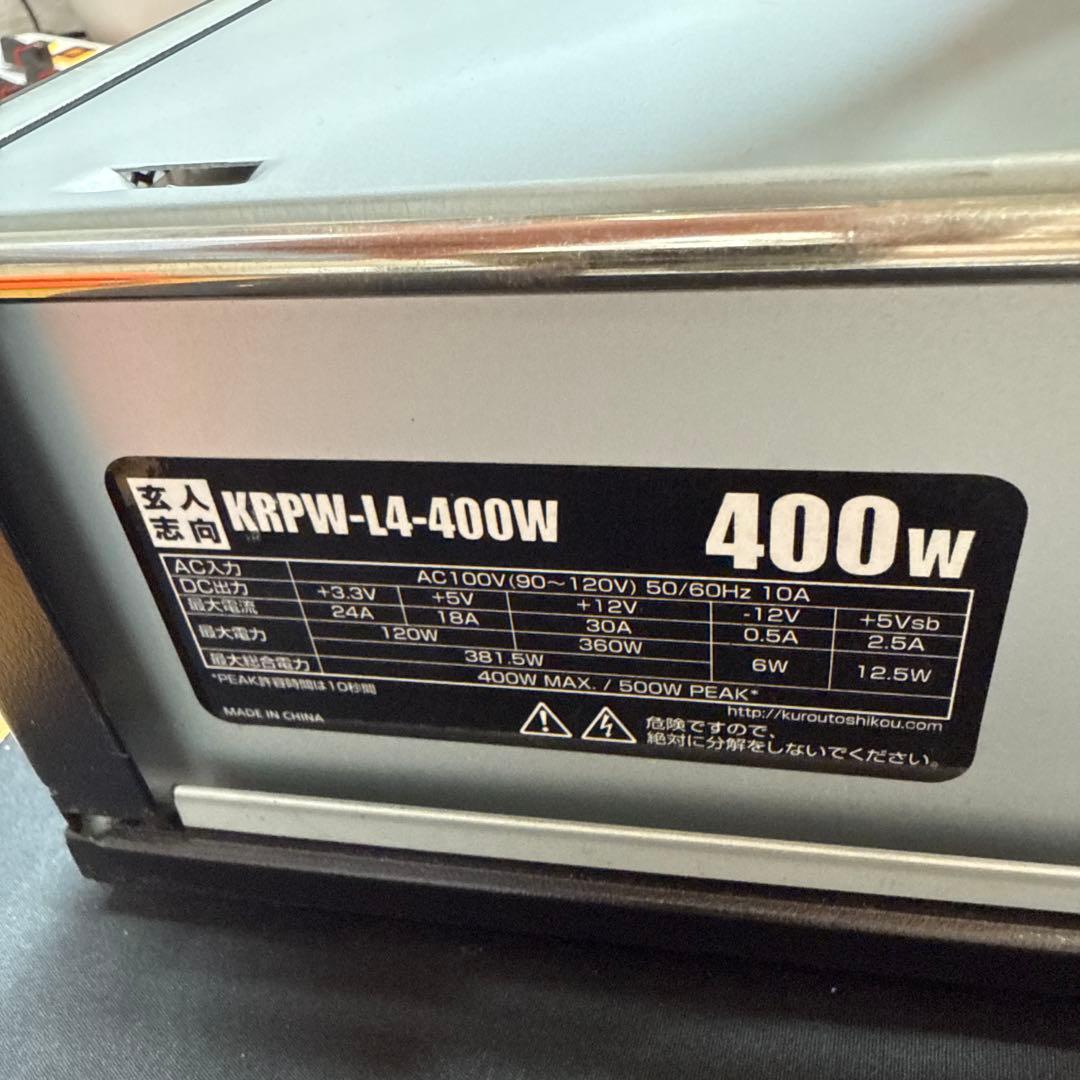 玄人
志向
KRPW-L4-400W
400W
AC入力 AC100V(90～120V) 50/60Hz 10A
DC出力 +3.3V +5V +12V -12V +5Vsb
最大電流 24A 18A 30A 0.5A 2.5A
最大電力 120W 360W 6W 12.5W
381.5W
最大総合電力 400W MAX. / 500W PEAK*
*PEAK許容時間は10秒間
http://kuroutoshikou.com
MADE IN CHINA
危険ですので、
絶対に分解をしないでください。